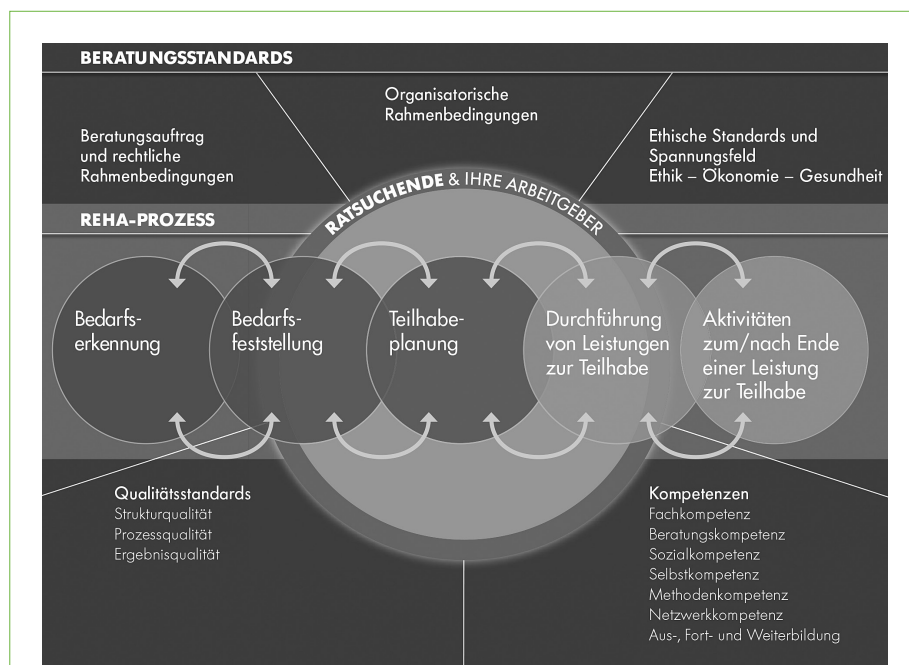 BERATUNGSSTANDARDS
Organisatorische
Rahmenbedingungen
Beratungsauftrag
und rechtliche
Rahmenbedingungen
Ethische Standards und
Spannungsfeld
Ethik – Ökonomie – Gesundheit
RATSUCHENDE & IHRE ARBEITGEBER
REHA-PROZESS
Bedarfs-
erkennung
Bedarfs-
feststellung
Teilhabe-
planung
Durchführung
von Leistungen
zur Teilhabe
Aktivitäten
zum/nach Ende
einer Leistung
zur Teilhabe
Qualitätsstandards
Strukturqualität
Prozessqualität
Ergebnisqualität
Kompetenzen
Fachkompetenz
Beratungskompetenz
Sozialkompetenz
Selbstkompetenz
Methodenkompetenz
Netzwerkkompetenz
Aus-, Fort- und Weiterbildung